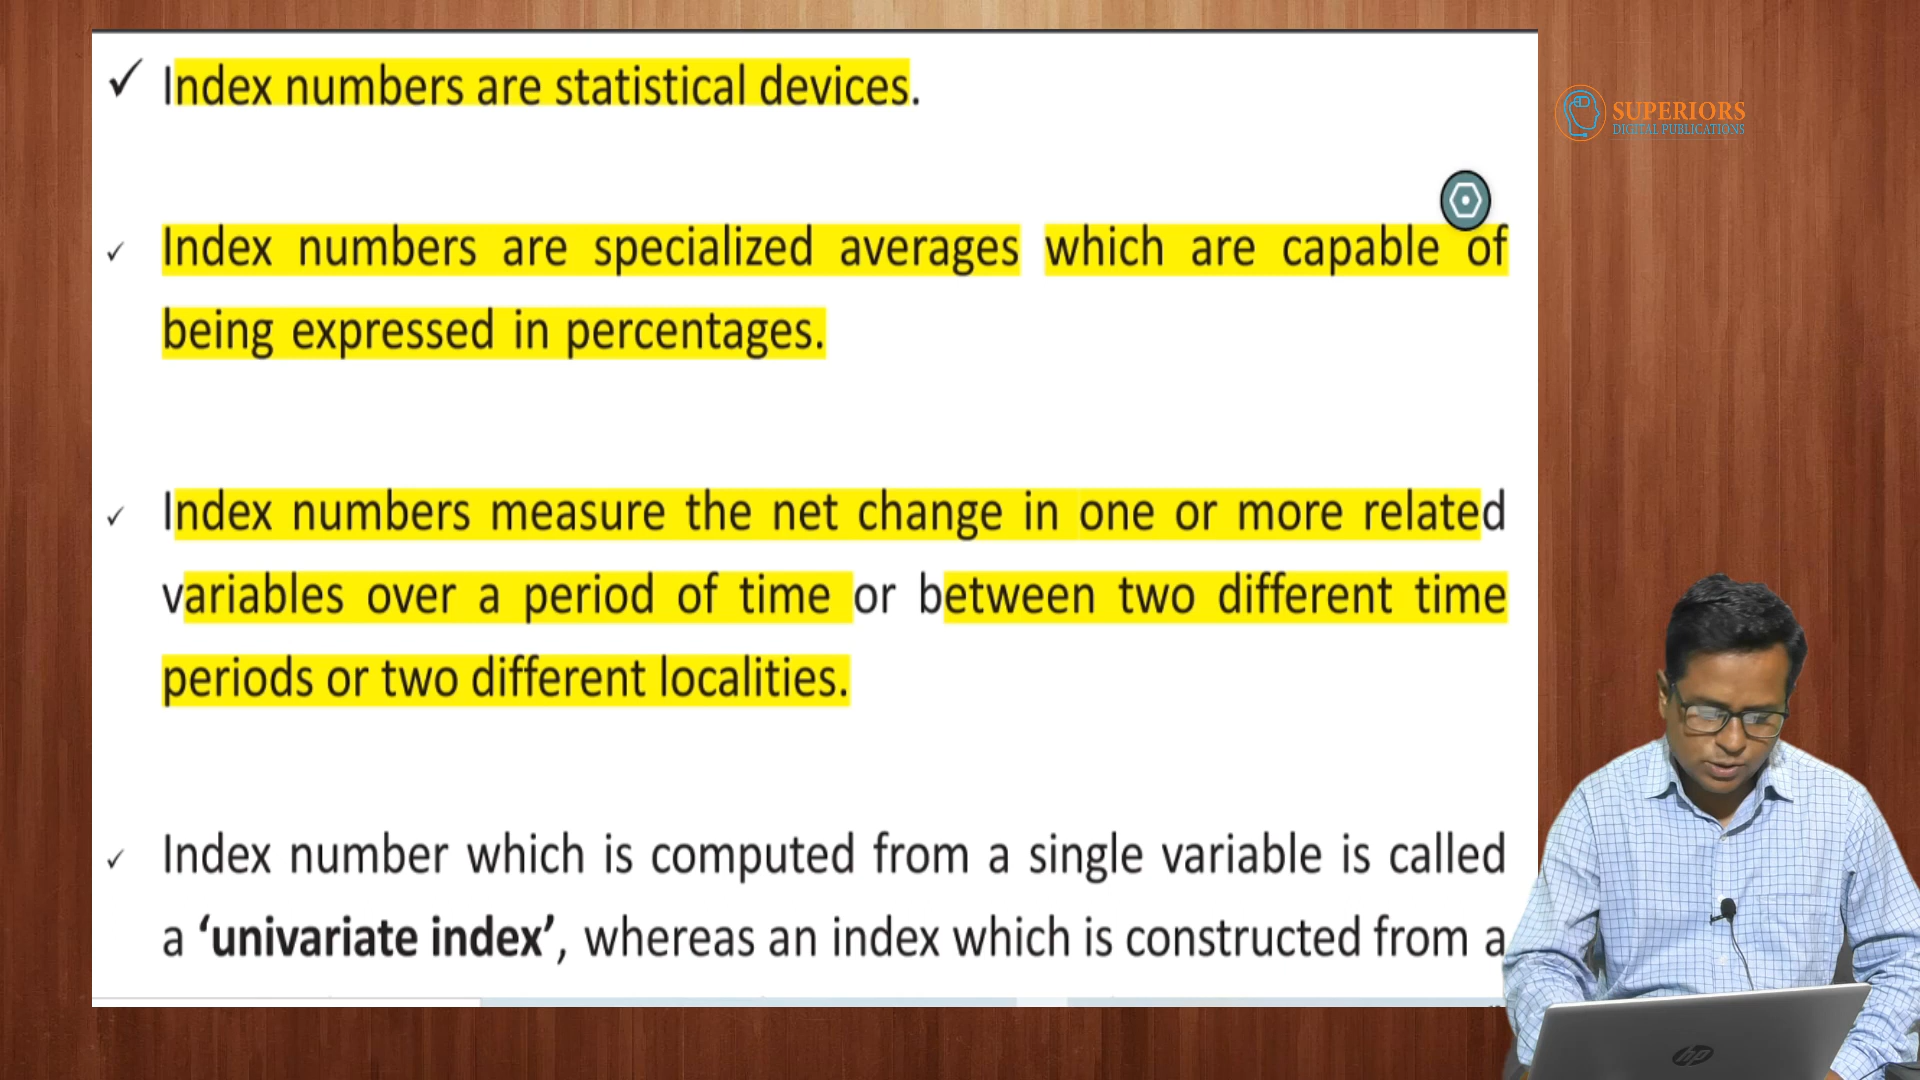 ✓ Index numbers are statistical devices.
SUPERIORS
DIGITAL PUBLICATIONS
✓ Index numbers are specialized averages which are capable of
being expressed in percentages.
✓ Index numbers measure the net change in one or more related
variables over a period of time or between two different time
periods or two different localities.
✓ Index number which is computed from a single variable is called
a ‘univariate index’, whereas an index which is constructed from a
hp